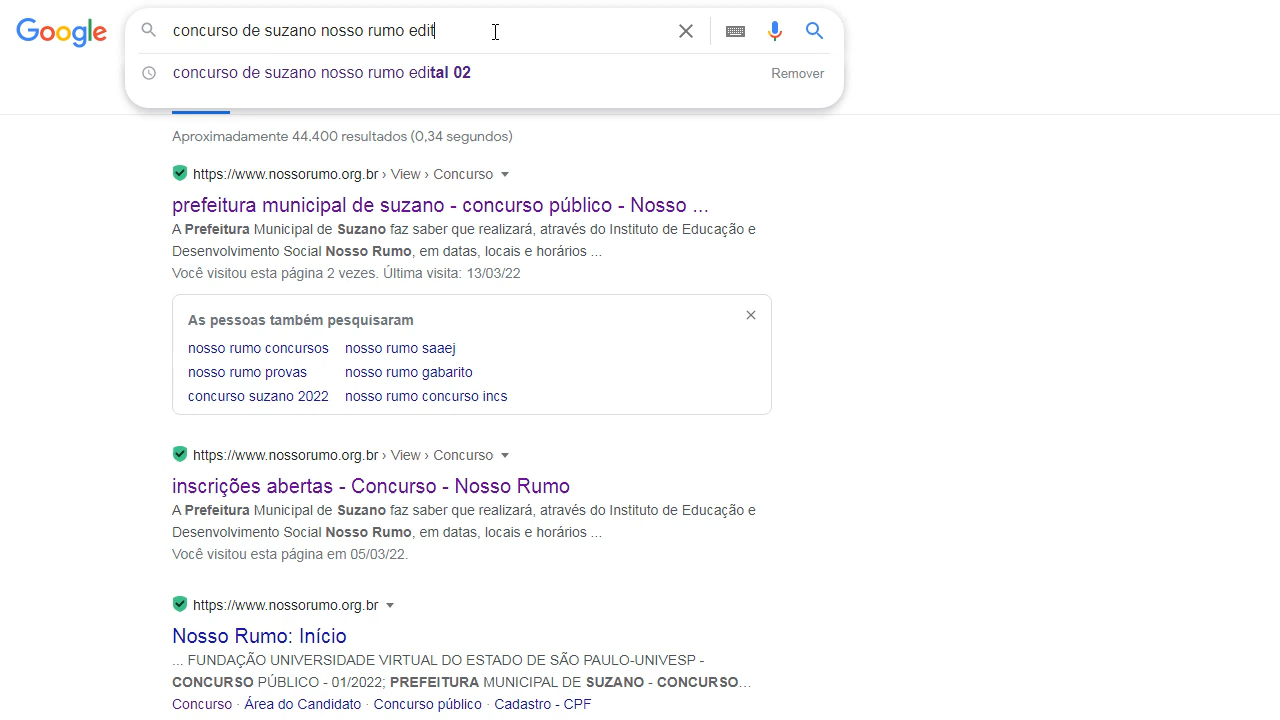 Google
concurso de suzano nosso rumo edit
concurso de suzano nosso rumo edital 02 Remover
Aproximadamente 44.400 resultados (0,34 segundos)
https://www.nossorumo.org.br › View › Concurso
prefeitura municipal de suzano - concurso público - Nosso ...
A Prefeitura Municipal de Suzano faz saber que realizará, através do Instituto de Educação e
Desenvolvimento Social Nosso Rumo, em datas, locais e horários ...
Você visitou esta página 2 vezes. Última visita: 13/03/22
As pessoas também pesquisaram
nosso rumo concursos nosso rumo saaej
nosso rumo provas nosso rumo gabarito
concurso suzano 2022 nosso rumo concurso incs
https://www.nossorumo.org.br › View › Concurso
inscrições abertas - Concurso - Nosso Rumo
A Prefeitura Municipal de Suzano faz saber que realizará, através do Instituto de Educação e
Desenvolvimento Social Nosso Rumo, em datas, locais e horários ...
Você visitou esta página em 05/03/22.
https://www.nossorumo.org.br
Nosso Rumo: Início
... FUNDAÇÃO UNIVERSIDADE VIRTUAL DO ESTADO DE SÃO PAULO-UNIVESP -
CONCURSO PÚBLICO - 01/2022; PREFEITURA MUNICIPAL DE SUZANO - CONCURSO...
Concurso · Área do Candidato · Concurso público · Cadastro - CPF